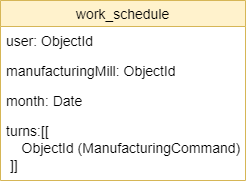 work_schedule
user: ObjectId
manufacturingMill: ObjectId
month: Date
turns:[[
ObjectId (ManufacturingCommand)
]]